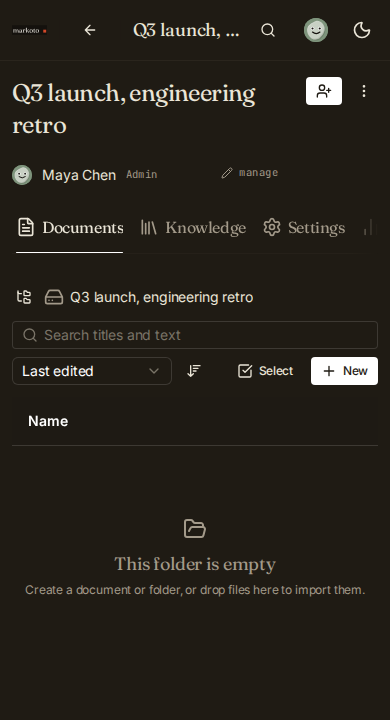 markoto
Q3 launch, ...
Q3 launch, engineering
retro
Maya Chen Admin
manage
Documents Knowledge Settings
Q3 launch, engineering retro
Search titles and text
Last edited
Select
New
Name
This folder is empty
Create a document or folder, or drop files here to import them.